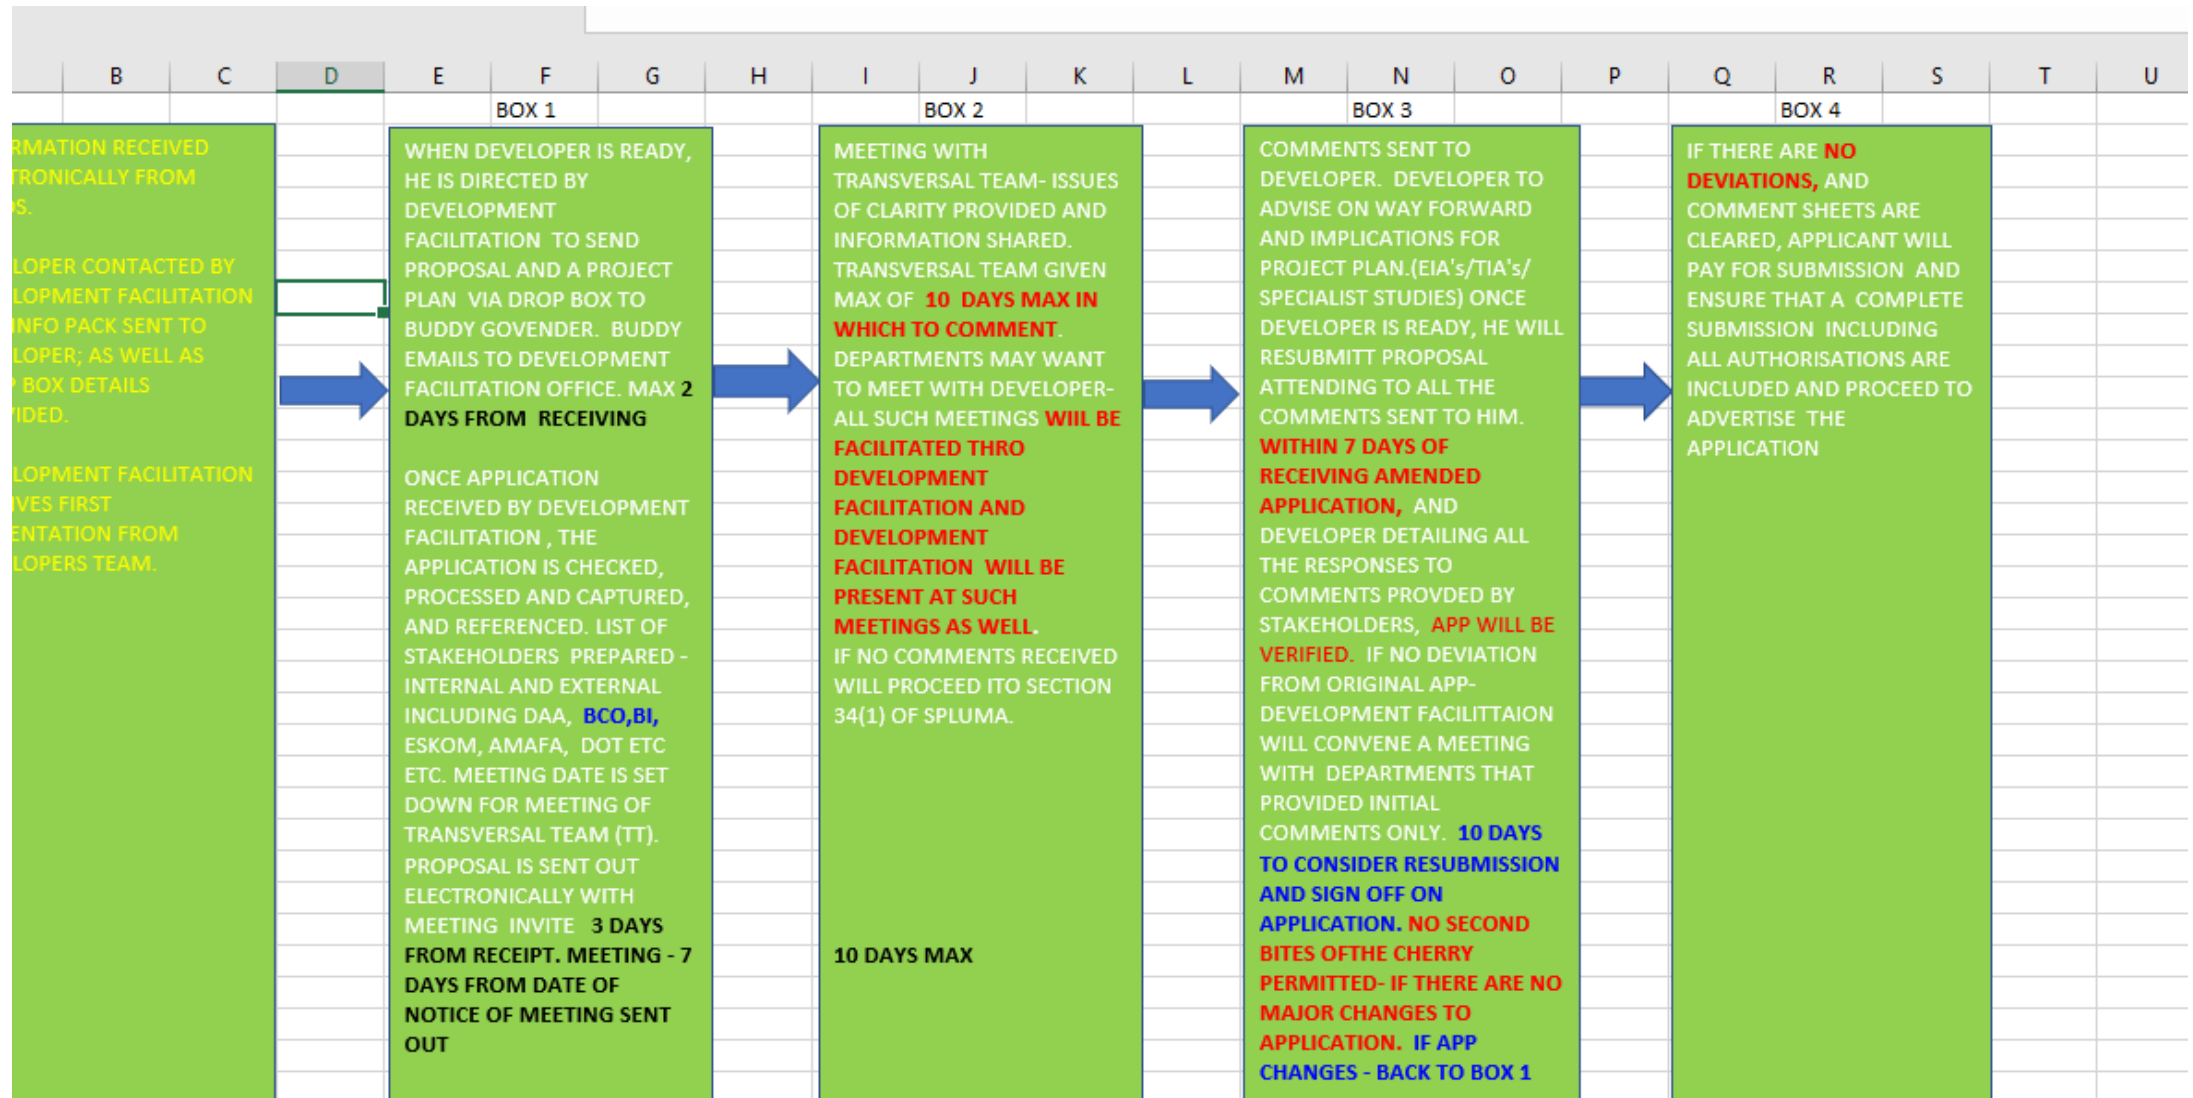 B C D E F G H I J K L M N O P Q R S T U
BOX 1 BOX 2 BOX 3 BOX 4
RECEIVED
FROM
CONTACTED BY
FACILITATION
INFO PACK SENT TO
AS WELL AS
BOX DETAILS
FACILITATION
FIRST
FROM
TEAM.
WHEN DEVELOPER IS READY,
HE IS DIRECTED BY
DEVELOPMENT
FACILITATION TO SEND
PROPOSAL AND A PROJECT
PLAN VIA DROP BOX TO
BUDDY GOVENDER. BUDDY
EMAILS TO DEVELOPMENT
FACILITATION OFFICE. MAX 2
DAYS FROM RECEIVING
ONCE APPLICATION
RECEIVED BY DEVELOPMENT
FACILITATION , THE
APPLICATION IS CHECKED,
PROCESSED AND CAPTURED,
AND REFERENCED. LIST OF
STAKEHOLDERS PREPARED -
INTERNAL AND EXTERNAL
INCLUDING DAA, BCO,BI,
ESKOM, AMAFA, DOT ETC
ETC. MEETING DATE IS SET
DOWN FOR MEETING OF
TRANSVERSAL TEAM (TT).
PROPOSAL IS SENT OUT
ELECTRONICALLY WITH
MEETING INVITE 3 DAYS
FROM RECEIPT. MEETING - 7
DAYS FROM DATE OF
NOTICE OF MEETING SENT
OUT
MEETING WITH
TRANSVERSAL TEAM- ISSUES
OF CLARITY PROVIDED AND
INFORMATION SHARED.
TRANSVERSAL TEAM GIVEN
MAX OF 10 DAYS MAX IN
WHICH TO COMMENT.
DEPARTMENTS MAY WANT
TO MEET WITH DEVELOPER-
ALL SUCH MEETINGS WIIL BE
FACILITATED THRO
DEVELOPMENT
FACILITATION AND
DEVELOPMENT
FACILITATION WILL BE
PRESENT AT SUCH
MEETINGS AS WELL.
IF NO COMMENTS RECEIVED
WILL PROCEED ITO SECTION
34(1) OF SPLUMA.
10 DAYS MAX
COMMENTS SENT TO
DEVELOPER. DEVELOPER TO
ADVISE ON WAY FORWARD
AND IMPLICATIONS FOR
PROJECT PLAN.(EIA's/TIA's/
SPECIALIST STUDIES) ONCE
DEVELOPER IS READY, HE WILL
RESUBMITT PROPOSAL
ATTENDING TO ALL THE
COMMENTS SENT TO HIM.
WITHIN 7 DAYS OF
RECEIVING AMENDED
APPLICATION, AND
DEVELOPER DETAILING ALL
THE RESPONSES TO
COMMENTS PROVDED BY
STAKEHOLDERS, APP WILL BE
VERIFIED. IF NO DEVIATION
FROM ORIGINAL APP-
DEVELOPMENT FACILITTAION
WILL CONVENE A MEETING
WITH DEPARTMENTS THAT
PROVIDED INITIAL
COMMENTS ONLY. 10 DAYS
TO CONSIDER RESUBMISSION
AND SIGN OFF ON
APPLICATION. NO SECOND
BITES OFTHE CHERRY
PERMITTED- IF THERE ARE NO
MAJOR CHANGES TO
APPLICATION. IF APP
CHANGES - BACK TO BOX 1
IF THERE ARE NO
DEVIATIONS, AND
COMMENT SHEETS ARE
CLEARED, APPLICANT WILL
PAY FOR SUBMISSION AND
ENSURE THAT A COMPLETE
SUBMISSION INCLUDING
ALL AUTHORISATIONS ARE
INCLUDED AND PROCEED TO
ADVERTISE THE
APPLICATION